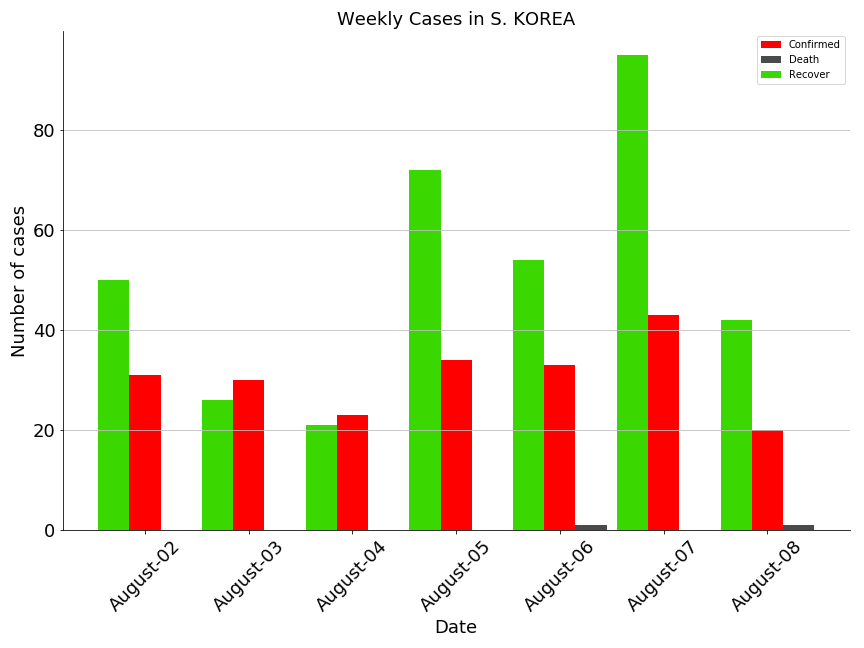 Weekly Cases in S. KOREA
Confirmed
Death
Recover
Number of cases
80
60
40
20
0
August-02
August-03
August-04
August-05
August-06
August-07
August-08
Date